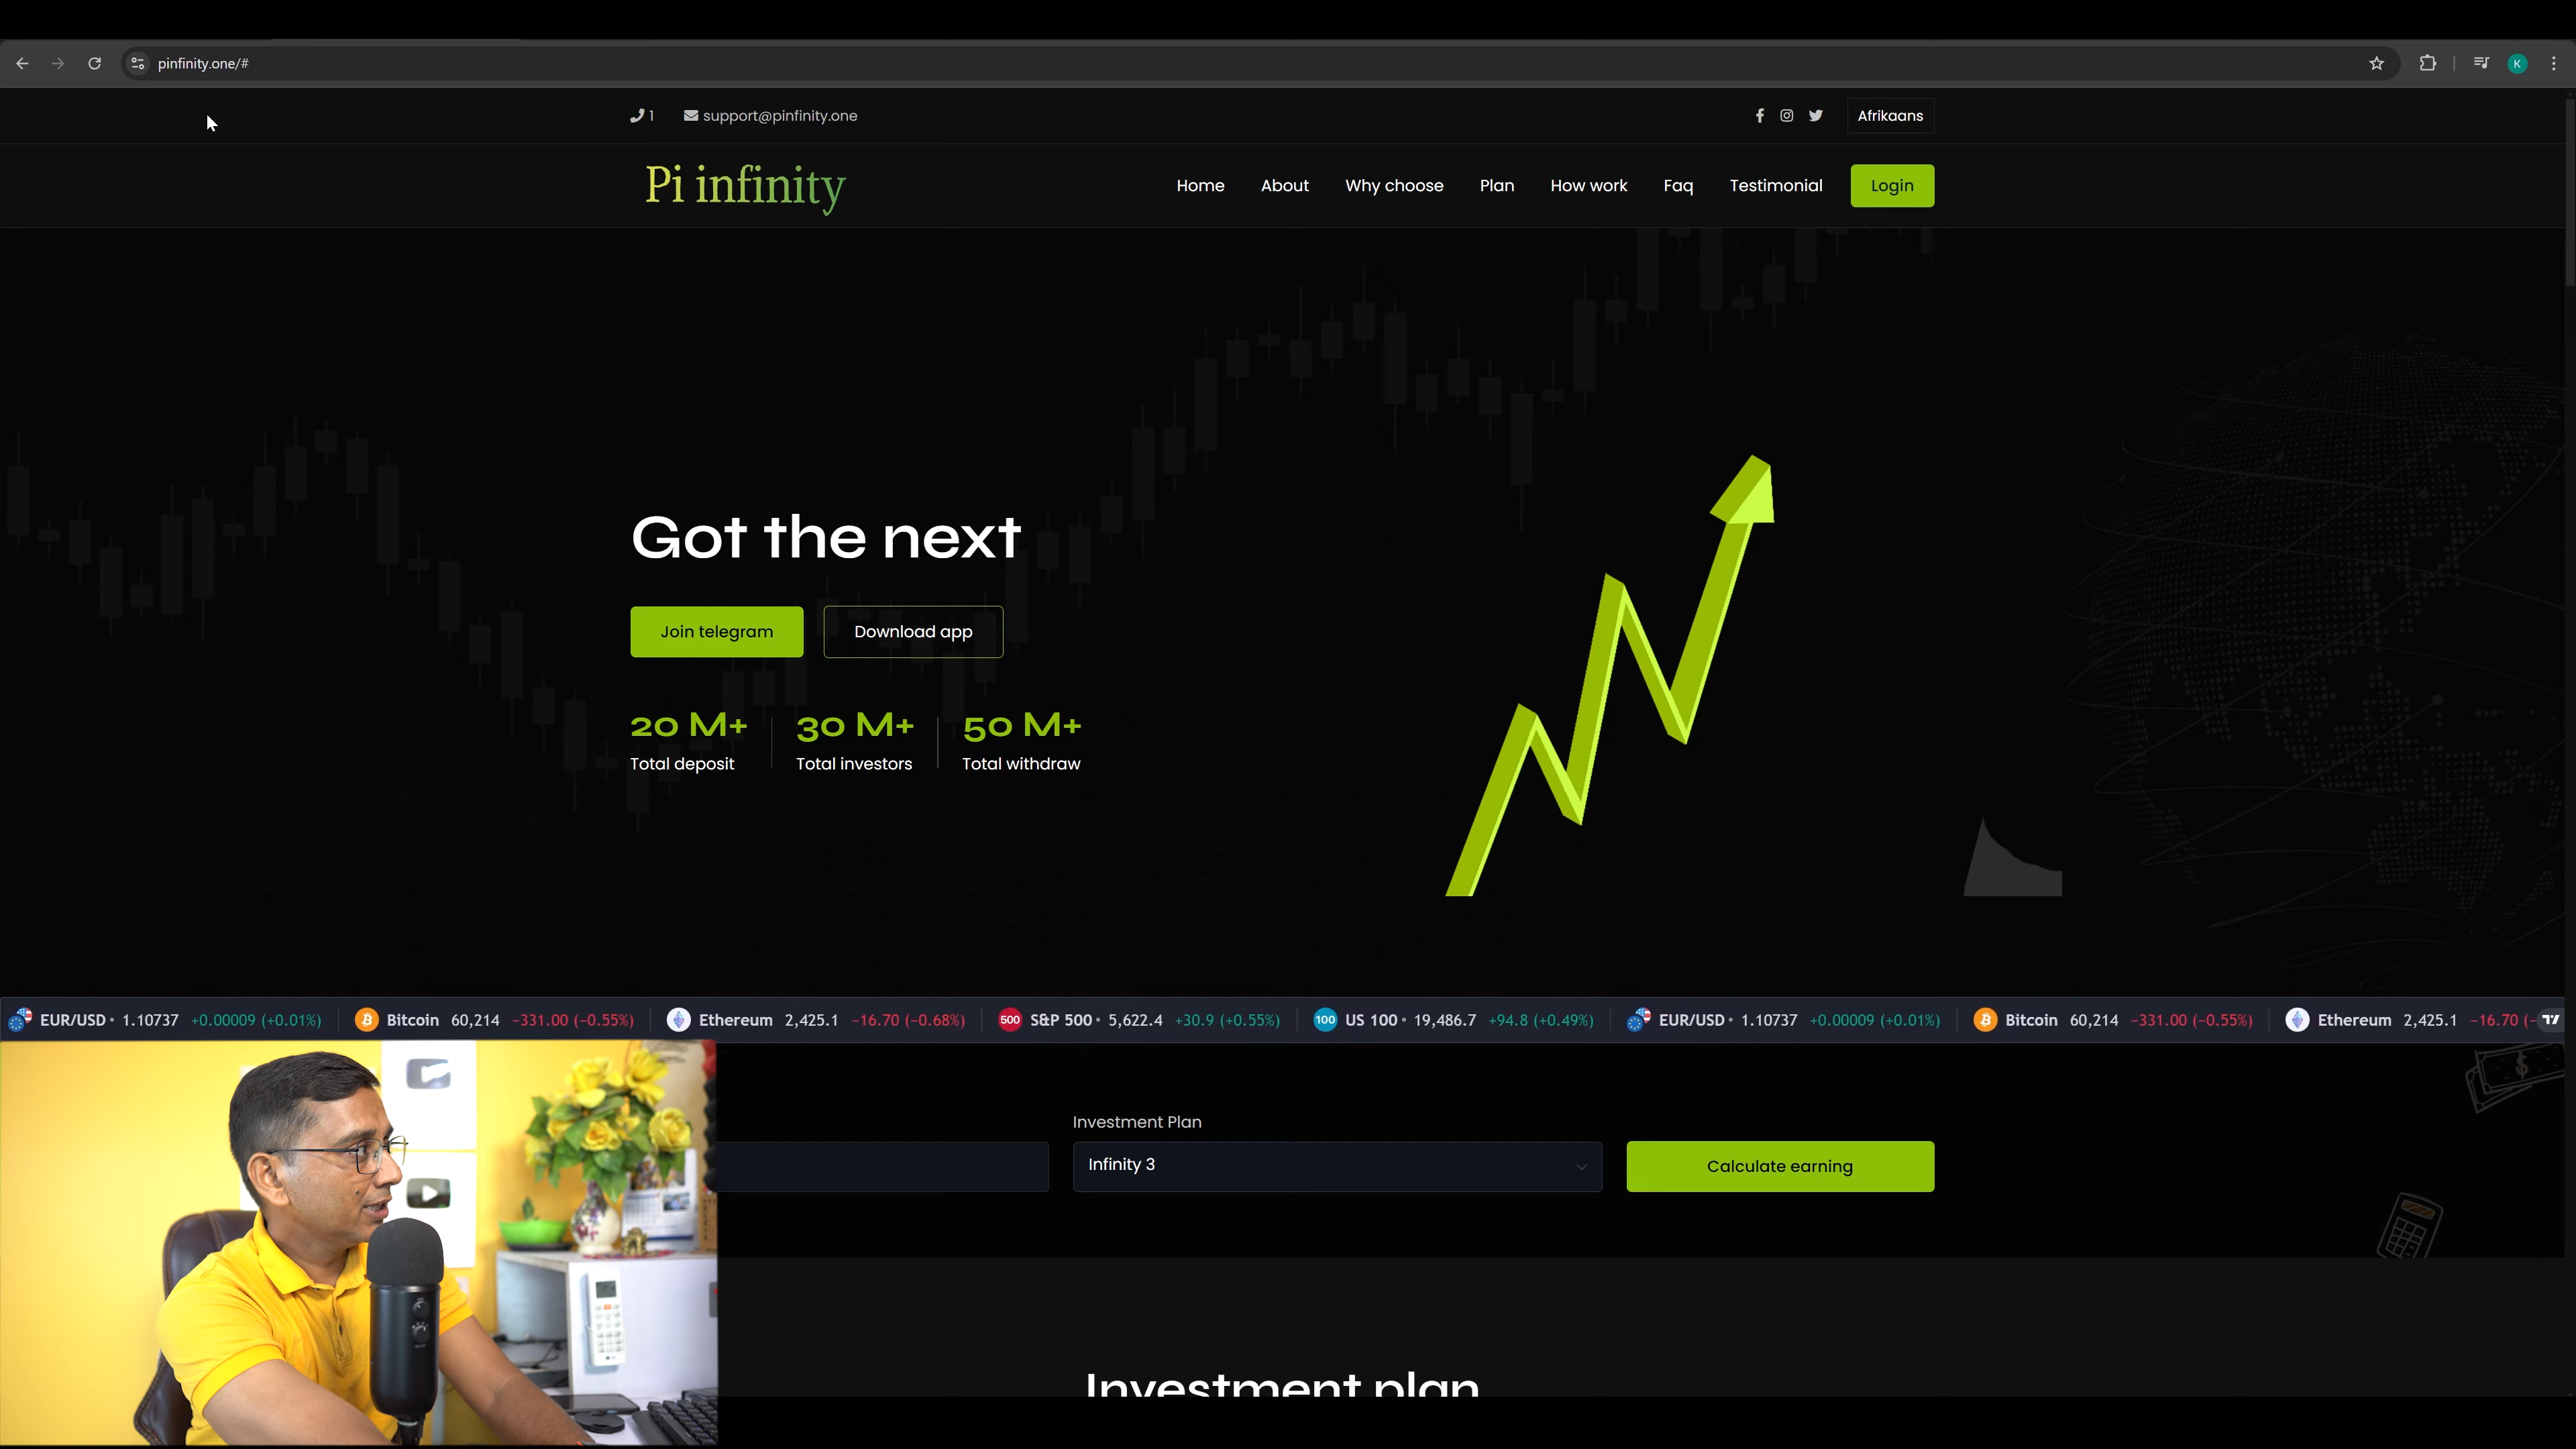 pinfinity.one/#
K
1 support@pinfinity.one Afrikaans
Pi infinity Home About Why choose Plan How work Faq Testimonial Login
Got the next
Join telegram Download app
20 M+ 30 M+ 50 M+
Total deposit Total investors Total withdraw
EUR/USD 1.10737 +0.00009 (+0.01%) Bitcoin 60,214 −331.00 (−0.55%) Ethereum 2,425.1 −16.70 (−0.68%) 500 S&P 500 5,622.4 +30.9 (+0.55%) 100 US 100 19,486.7 +94.8 (+0.49%) EUR/USD 1.10737 +0.00009 (+0.01%) Bitcoin 60,214 −331.00 (−0.55%) Ethereum 2,425.1 −16.70 (−
Investment Plan
Infinity 3 Calculate earning
Investment plan